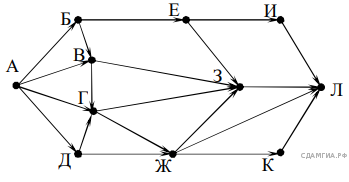 Б Е И
В
А З Л
Г
Д Ж К
СДАМГИА.РФ